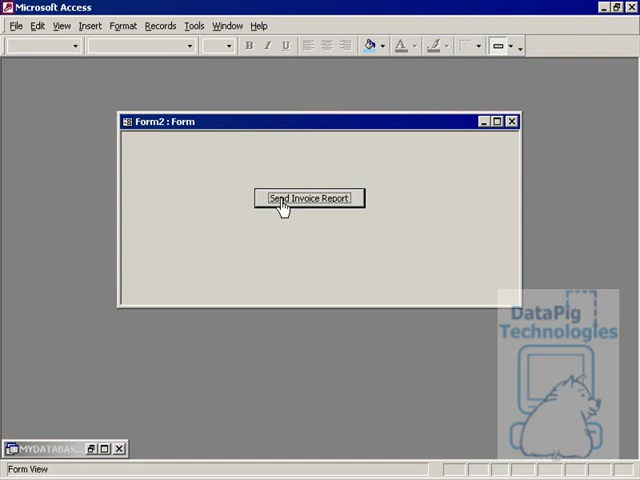 Microsoft Access
File Edit View Insert Format Records Tools Window Help
B I U A
Form2 : Form
Send Invoice Report
DataPig
Technologies
MYDATABAS...
Form View